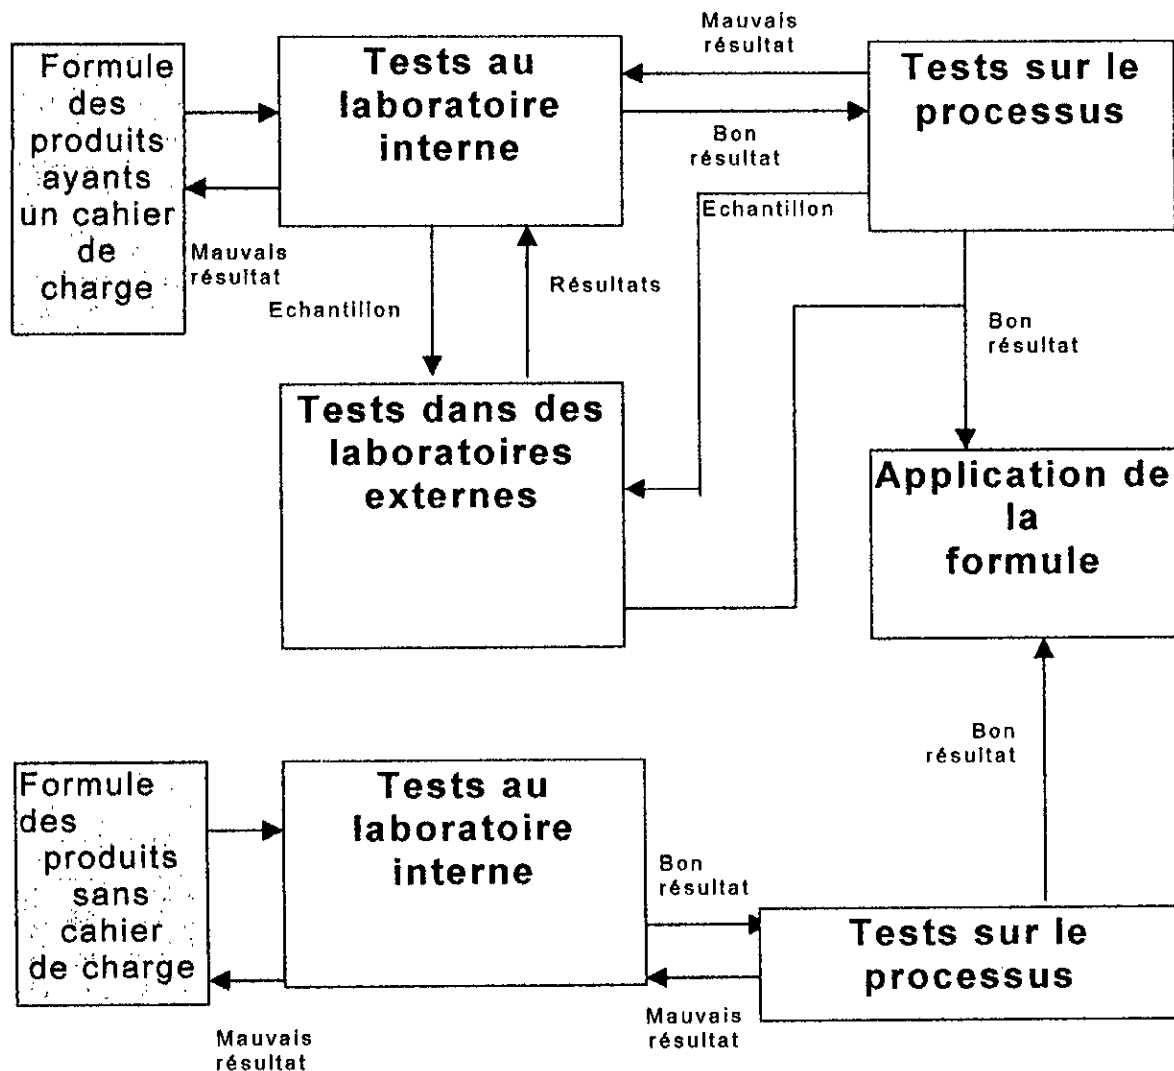 Formule
des
produits
ayants
un cahier
de
charge
Tests au
laboratoire
interne
Mauvais
résultat
Tests sur le
processus
Bon
résultat
Echantillon
Mauvais
résultat
Echantillon
Résultats
Bon
résultat
Tests dans des
laboratoires
externes
Application de
la
formule
Bon
résultat
Formule
des
produits
sans
cahier
de charge
Tests au
laboratoire
interne
Bon
résultat
Tests sur le
processus
Mauvais
résultat
Mauvais
résultat